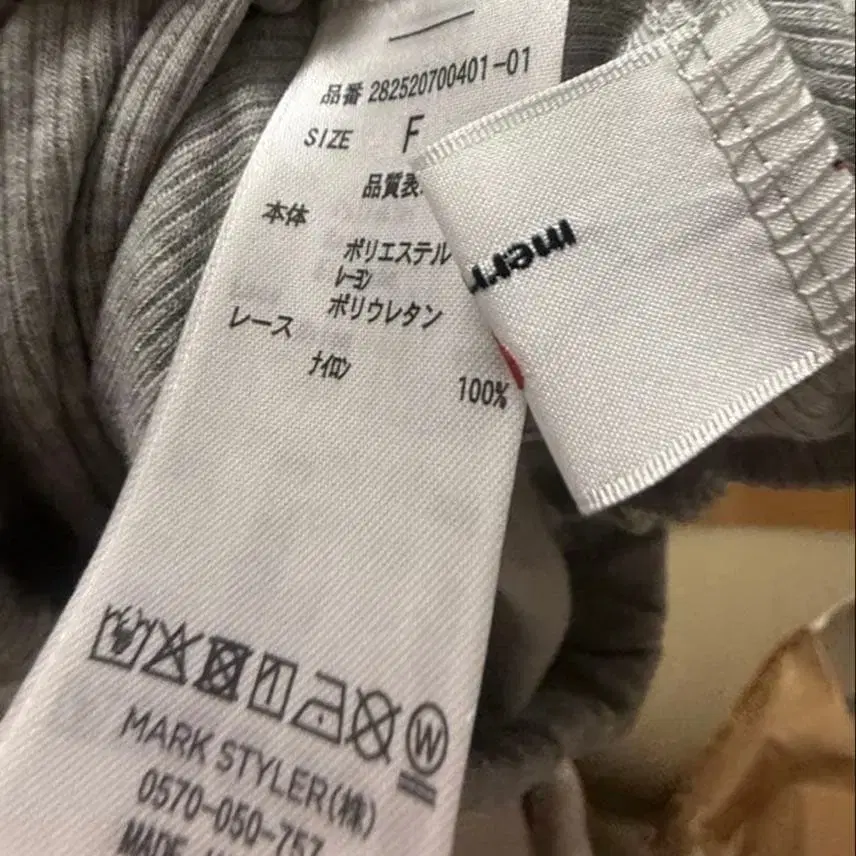 品番 282520700401-01
SIZE F
品質表
本体
ポリエステル
レーヨン
ポリウレタン
レース
ナイロン 100%
W
MARK STYLER(株)
0570-050-757
MADE
merr